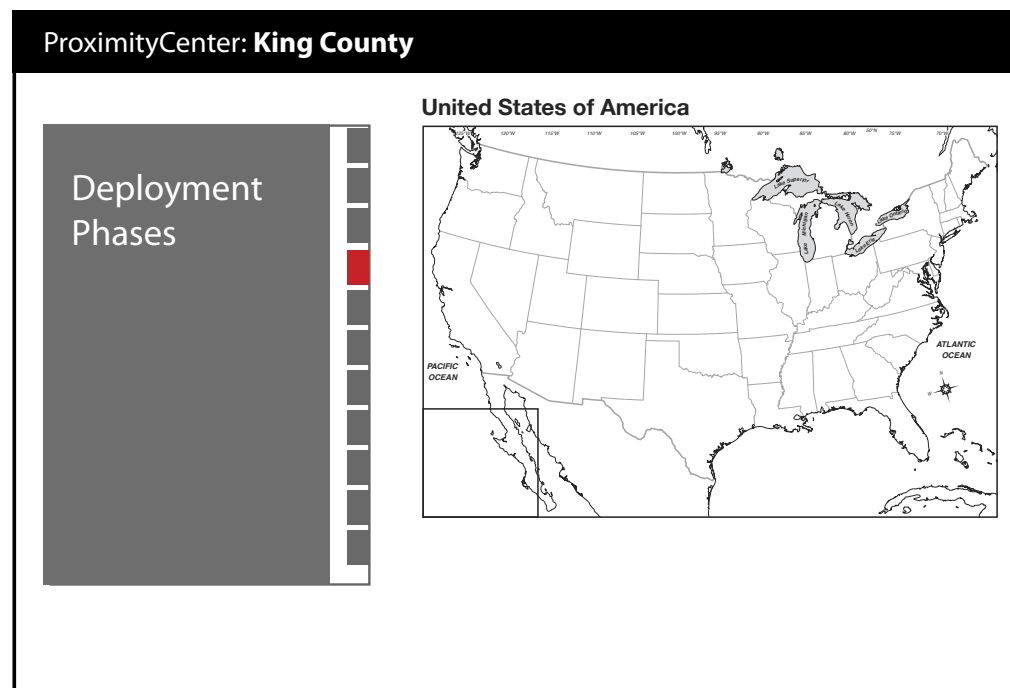 ProximityCenter: King County
Deployment
Phases
United States of America
120°W 115°W 110°W 105°W 100°W 95°W 90°W 85°W 80°W 75°W 70°W
Lake Superior
Lake Michigan
Lake Huron
Lake Ontario
Lake Erie
ATLANTIC
OCEAN
PACIFIC
OCEAN
N
W